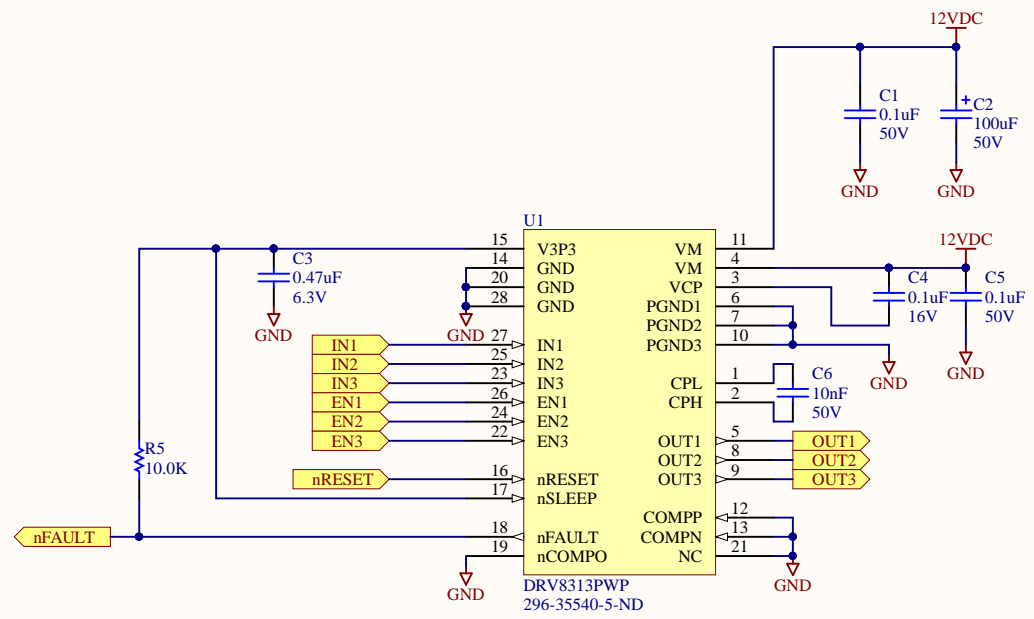 12VDC
C1
0.1uF
50V
C2
100uF
50V
GND
GND
U1
15 V3P3
14 GND
20 GND
28 GND
27 IN1
25 IN2
23 IN3
26 EN1
24 EN2
22 EN3
16 nRESET
17 nSLEEP
18 nFAULT
19 nCOMPO
VM 11
VM 4
VCP 3
PGND1 6
PGND2 7
PGND3 10
CPL 1
CPH 2
OUT1 5
OUT2 8
OUT3 9
COMPP 12
COMPN 13
NC 21
DRV8313PWP
296-35540-5-ND
C3
0.47uF
6.3V
GND
GND
IN1
IN2
IN3
EN1
EN2
EN3
nRESET
R5
10.0K
nFAULT
GND
12VDC
C4
0.1uF
16V
C5
0.1uF
50V
GND
GND
C6
10nF
50V
OUT1
OUT2
OUT3
GND